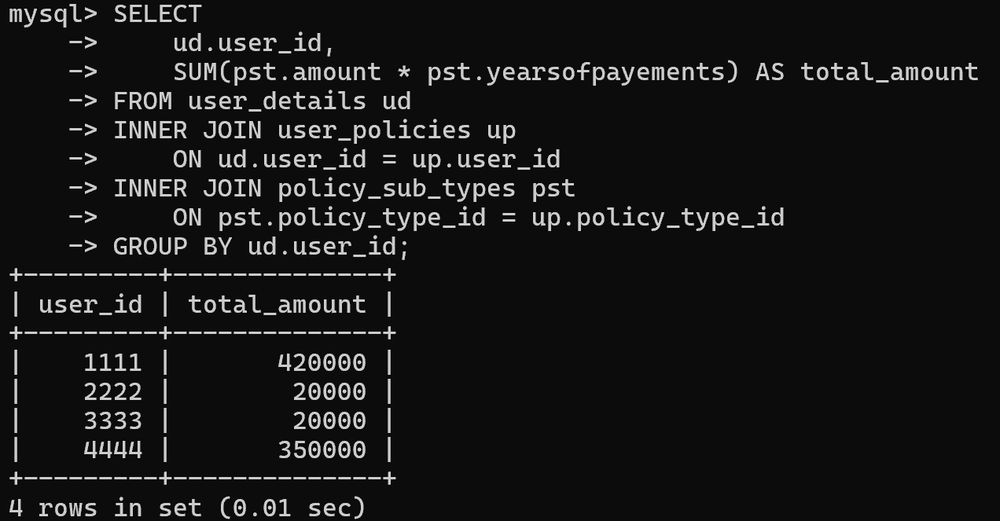 mysql> SELECT
    ->     ud.user_id,
    ->     SUM(pst.amount * pst.yearsofpayements) AS total_amount
    -> FROM user_details ud
    -> INNER JOIN user_policies up
    ->     ON ud.user_id = up.user_id
    -> INNER JOIN policy_sub_types pst
    ->     ON pst.policy_type_id = up.policy_type_id
    -> GROUP BY ud.user_id;
+---------+--------------+
| user_id | total_amount |
+---------+--------------+
|    1111 |       420000 |
|    2222 |        20000 |
|    3333 |        20000 |
|    4444 |       350000 |
+---------+--------------+
4 rows in set (0.01 sec)